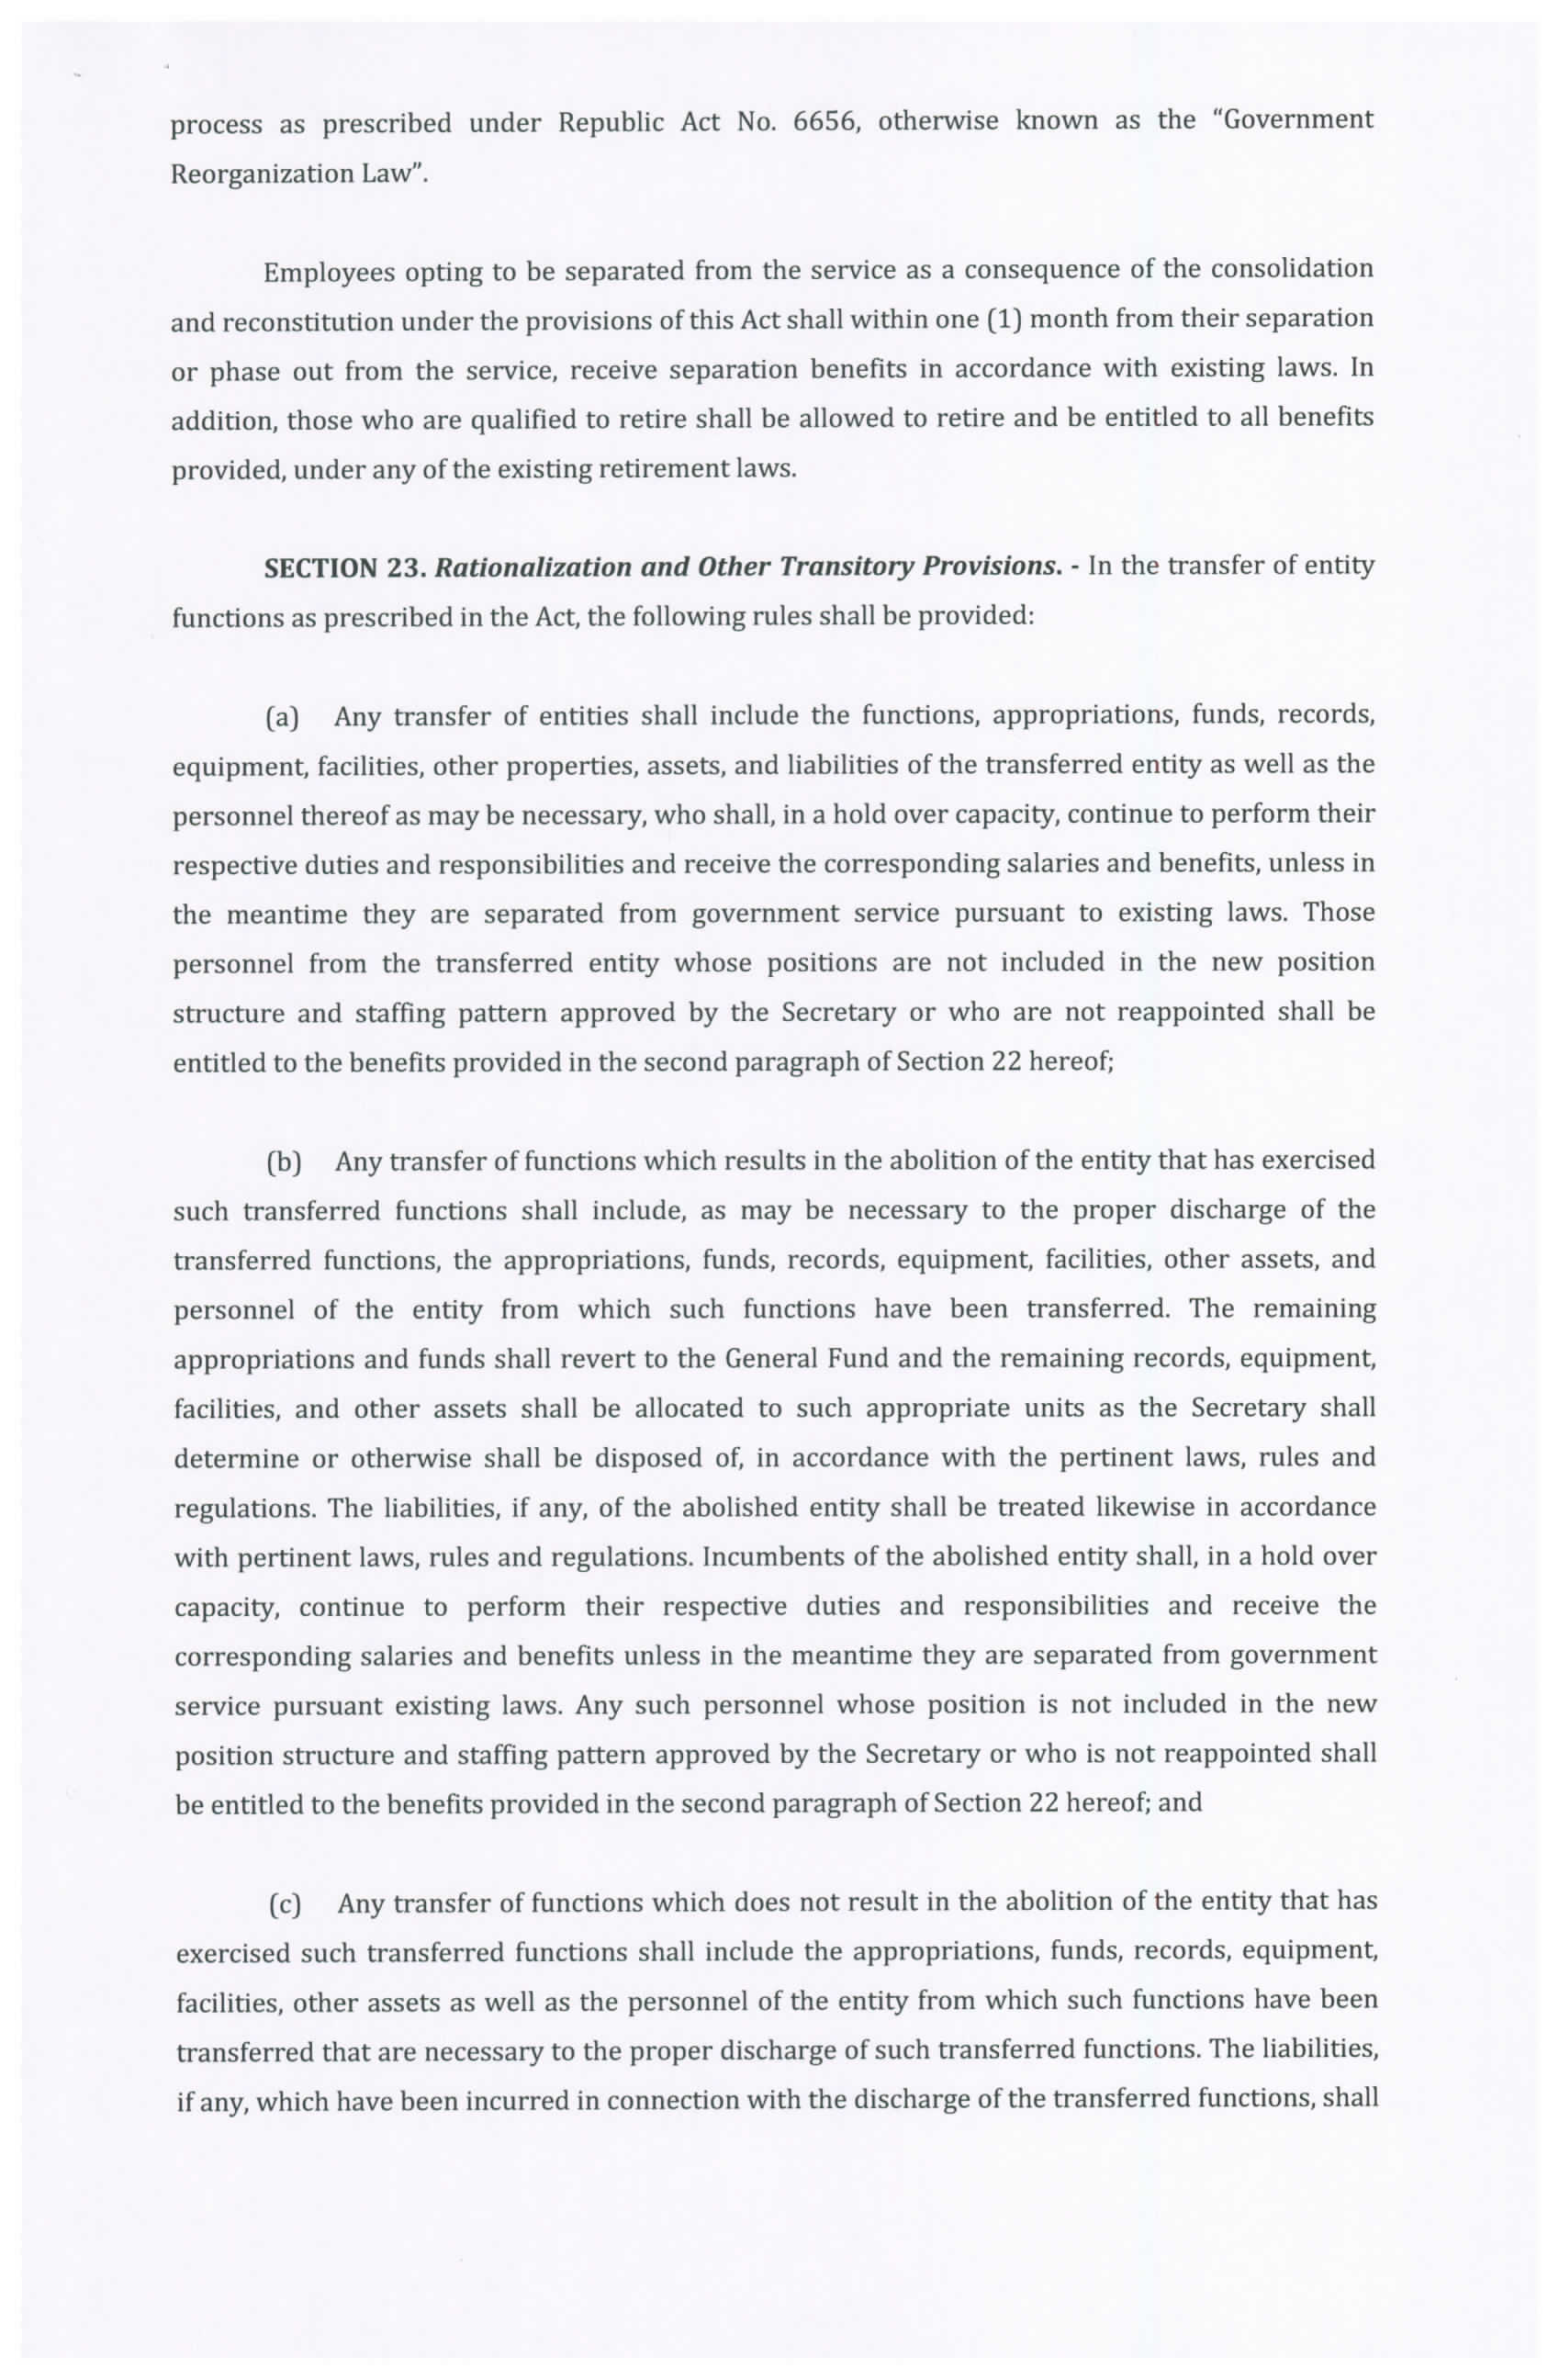 process as prescribed under Republic Act No. 6656, otherwise known as the “Government
Reorganization Law”.
Employees opting to be separated from the service as a consequence of the consolidation
and reconstitution under the provisions of this Act shall within one (1) month from their separation
or phase out from the service, receive separation benefits in accordance with existing laws. In
addition, those who are qualified to retire shall be allowed to retire and be entitled to all benefits
provided, under any of the existing retirement laws.
SECTION 23. Rationalization and Other Transitory Provisions. - In the transfer of entity
functions as prescribed in the Act, the following rules shall be provided:
(a) Any transfer of entities shall include the functions, appropriations, funds, records,
equipment, facilities, other properties, assets, and liabilities of the transferred entity as well as the
personnel thereof as may be necessary, who shall, in a hold over capacity, continue to perform their
respective duties and responsibilities and receive the corresponding salaries and benefits, unless in
the meantime they are separated from government service pursuant to existing laws. Those
personnel from the transferred entity whose positions are not included in the new position
structure and staffing pattern approved by the Secretary or who are not reappointed shall be
entitled to the benefits provided in the second paragraph of Section 22 hereof;
(b) Any transfer of functions which results in the abolition of the entity that has exercised
such transferred functions shall include, as may be necessary to the proper discharge of the
transferred functions, the appropriations, funds, records, equipment, facilities, other assets, and
personnel of the entity from which such functions have been transferred. The remaining
appropriations and funds shall revert to the General Fund and the remaining records, equipment,
facilities, and other assets shall be allocated to such appropriate units as the Secretary shall
determine or otherwise shall be disposed of, in accordance with the pertinent laws, rules and
regulations. The liabilities, if any, of the abolished entity shall be treated likewise in accordance
with pertinent laws, rules and regulations. Incumbents of the abolished entity shall, in a hold over
capacity, continue to perform their respective duties and responsibilities and receive the
corresponding salaries and benefits unless in the meantime they are separated from government
service pursuant existing laws. Any such personnel whose position is not included in the new
position structure and staffing pattern approved by the Secretary or who is not reappointed shall
be entitled to the benefits provided in the second paragraph of Section 22 hereof; and
(c) Any transfer of functions which does not result in the abolition of the entity that has
exercised such transferred functions shall include the appropriations, funds, records, equipment,
facilities, other assets as well as the personnel of the entity from which such functions have been
transferred that are necessary to the proper discharge of such transferred functions. The liabilities,
if any, which have been incurred in connection with the discharge of the transferred functions, shall